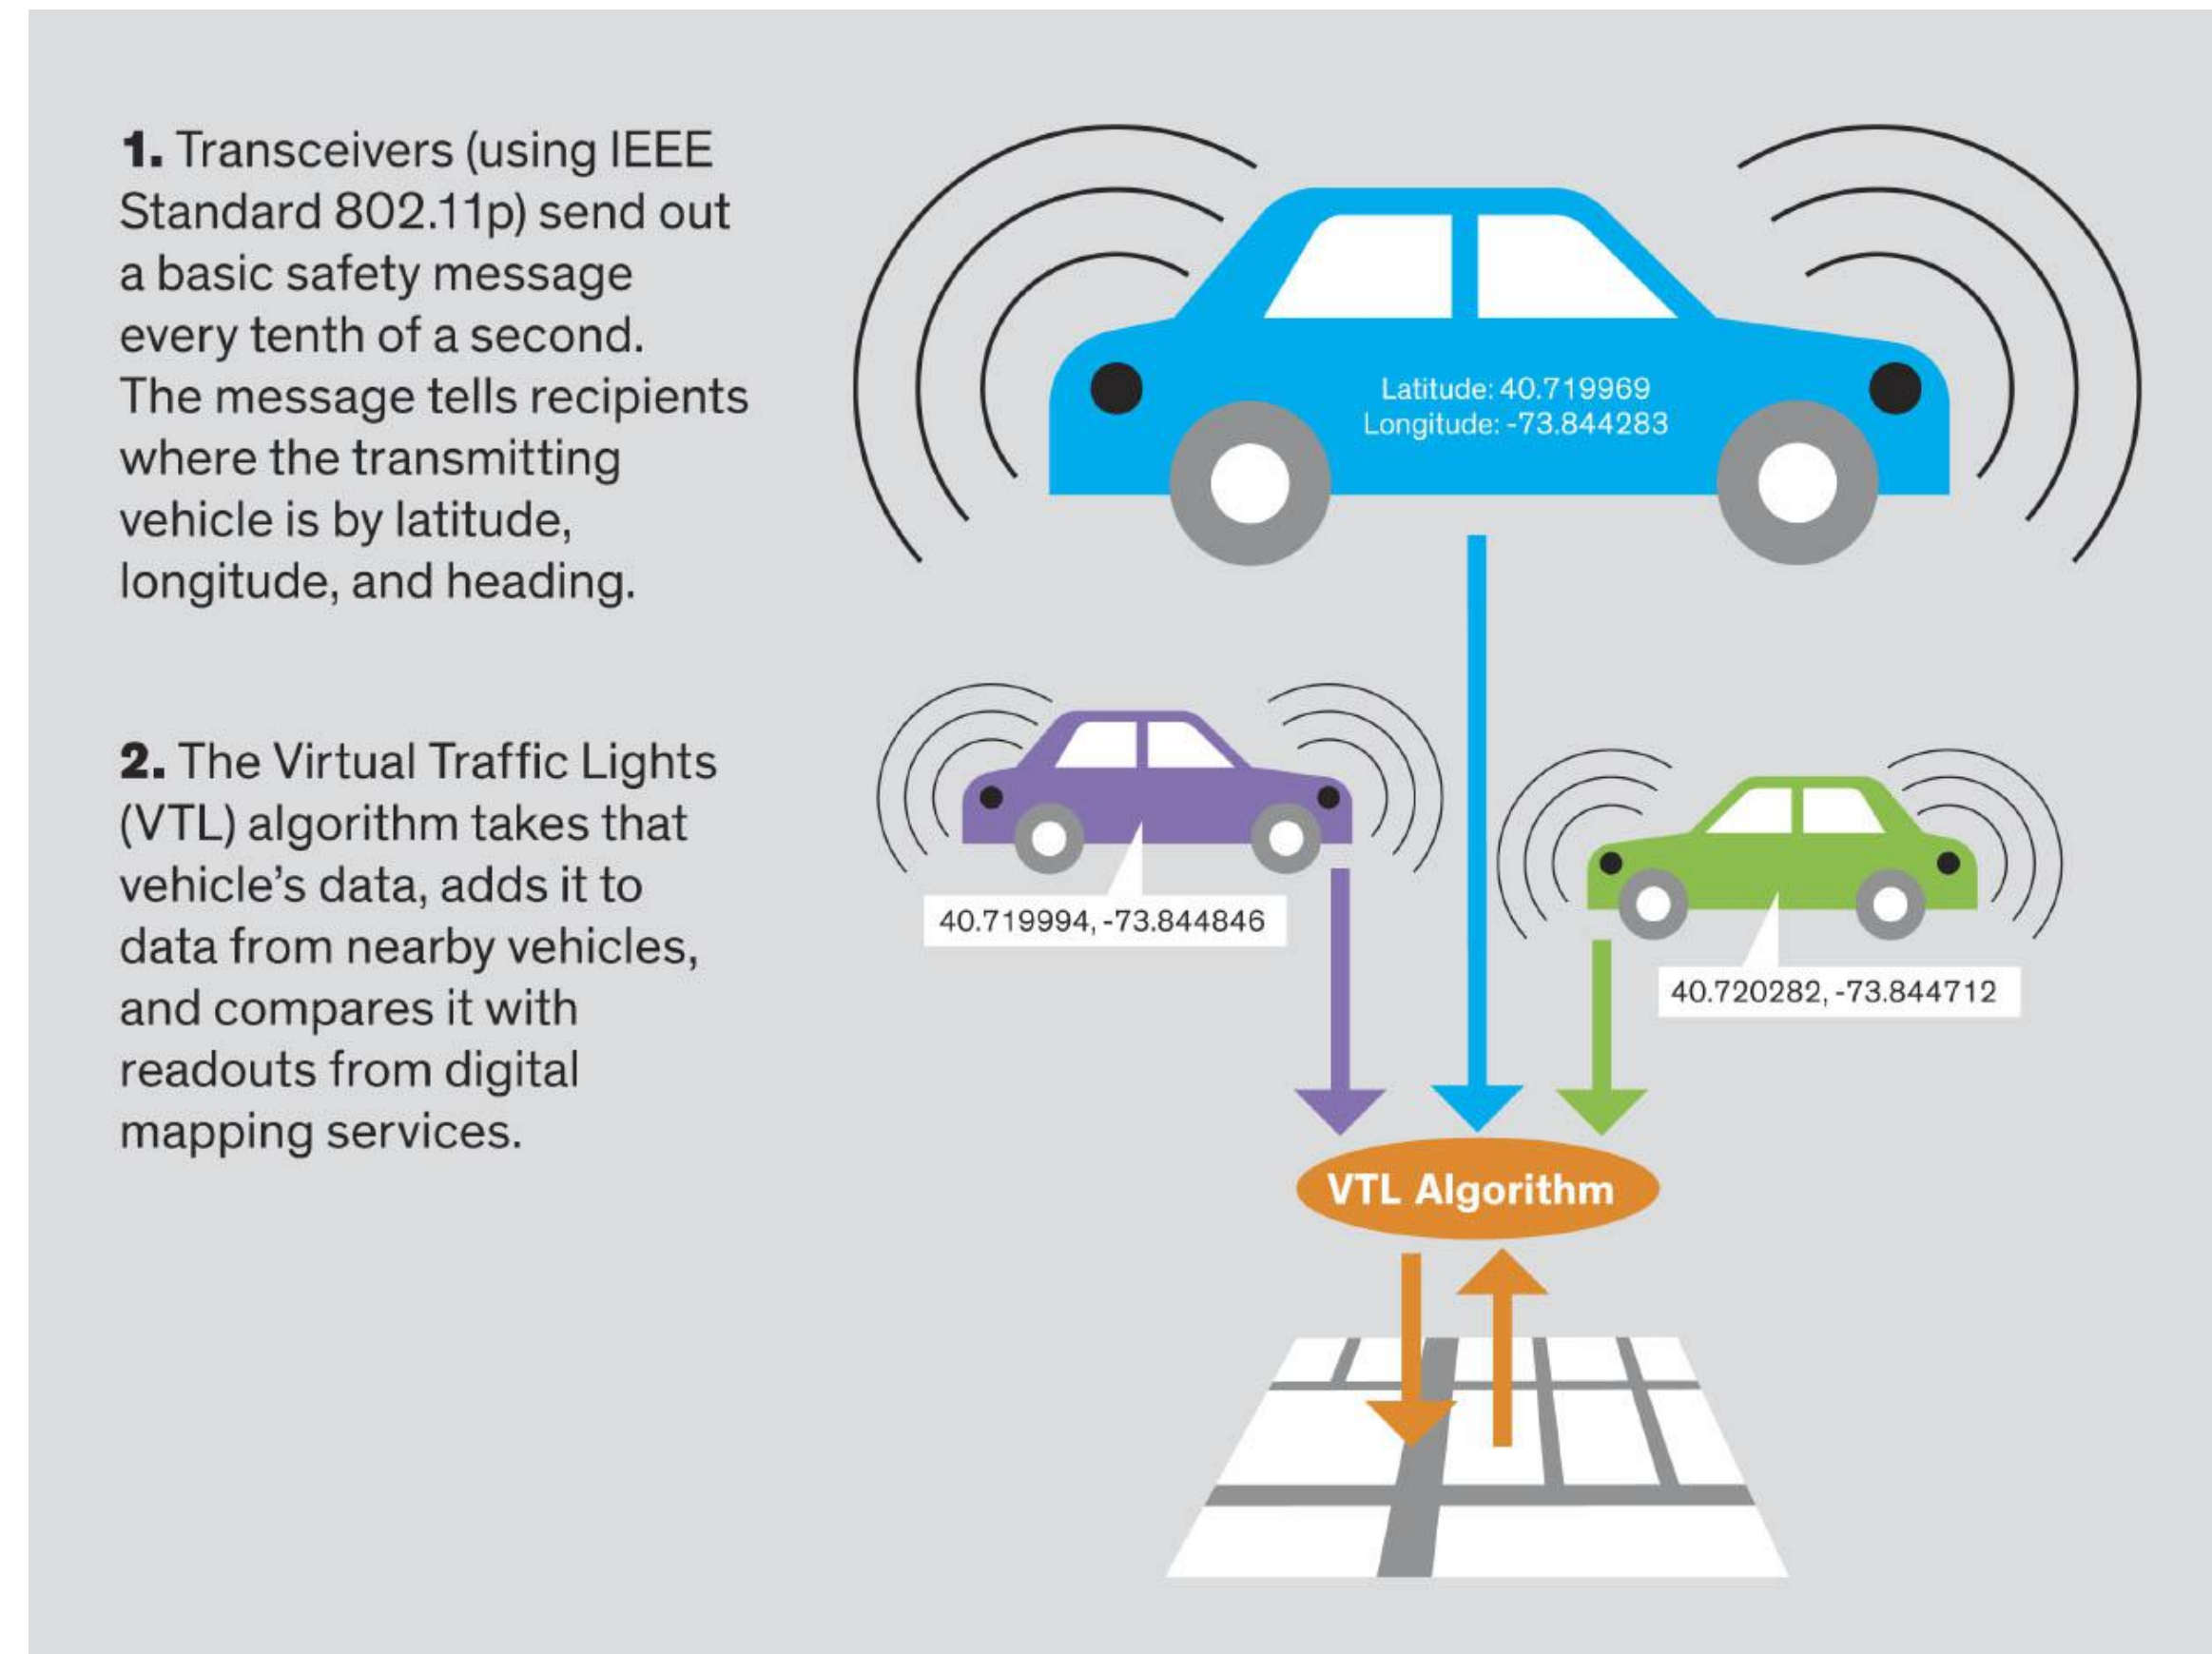 1. Transceivers (using IEEE
Standard 802.11p) send out
a basic safety message
every tenth of a second.
The message tells recipients
where the transmitting
vehicle is by latitude,
longitude, and heading.
Latitude: 40.719969
Longitude: -73.844283
2. The Virtual Traffic Lights
(VTL) algorithm takes that
vehicle's data, adds it to
data from nearby vehicles,
and compares it with
readouts from digital
mapping services.
40.719994, -73.844846
40.720282, -73.844712
VTL Algorithm